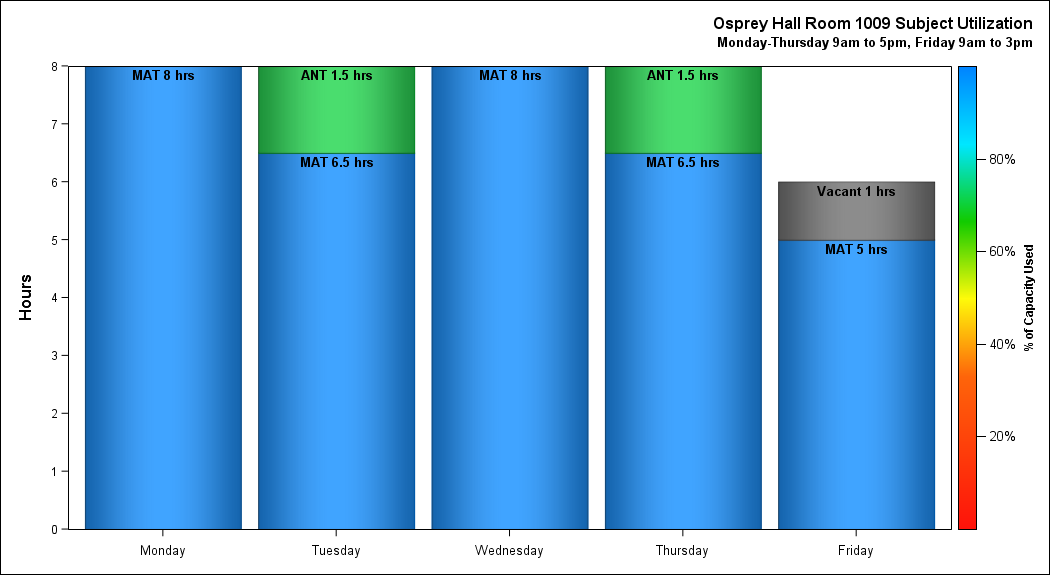 Osprey Hall Room 1009 Subject Utilization
Monday-Thursday 9am to 5pm, Friday 9am to 3pm
Hours
8
7
6
5
4
3
2
1
0
MAT 8 hrs
ANT 1.5 hrs
MAT 6.5 hrs
MAT 8 hrs
ANT 1.5 hrs
MAT 6.5 hrs
Vacant 1 hrs
MAT 5 hrs
Monday
Tuesday
Wednesday
Thursday
Friday
80%
60%
40%
20%
% of Capacity Used